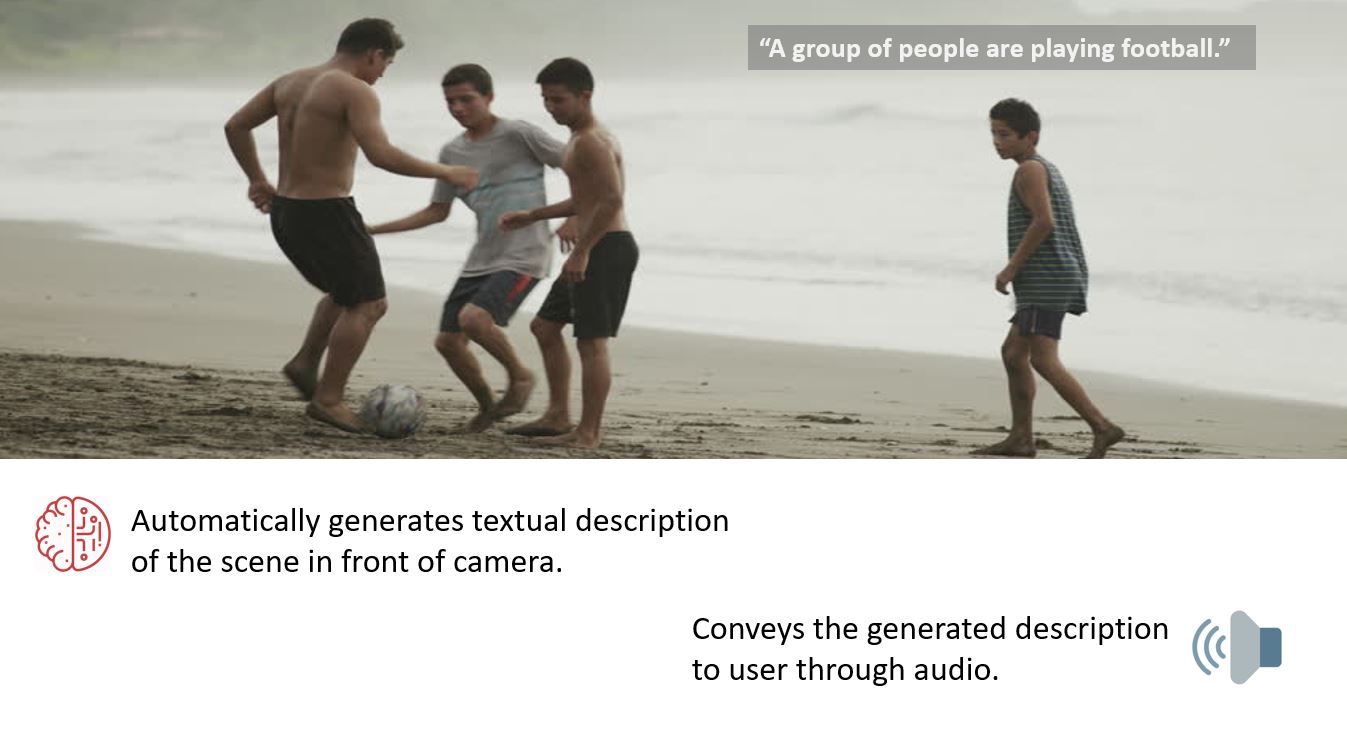 “A group of people are playing football.”
Automatically generates textual description
of the scene in front of camera.
Conveys the generated description
to user through audio.